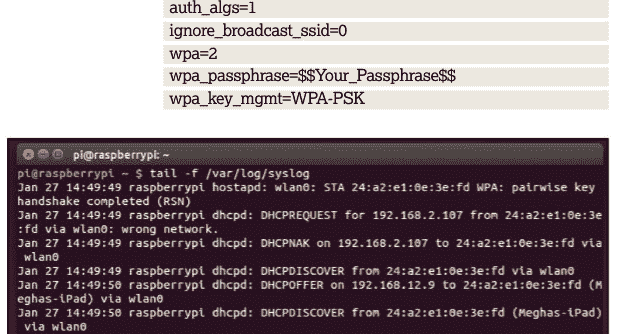 auth_algs=1
ignore_broadcast_ssid=0
wpa=2
wpa_passphrase=$$Your_Passphrase$$
wpa_key_mgmt=WPA-PSK
pi@raspberrypi: ~
pi@raspberrypi ~ $ tail -f /var/log/syslog
Jan 27 14:49:49 raspberrypi hostapd: wlan0: STA 24:a2:e1:0e:3e:fd WPA: pairwise key
handshake completed (RSN)
Jan 27 14:49:49 raspberrypi dhcpd: DHCPREQUEST for 192.168.2.107 from 24:a2:e1:0e:3e
:fd via wlan0: wrong network.
Jan 27 14:49:49 raspberrypi dhcpd: DHCPNAK on 192.168.2.107 to 24:a2:e1:0e:3e:fd via
wlan0
Jan 27 14:49:49 raspberrypi dhcpd: DHCPDISCOVER from 24:a2:e1:0e:3e:fd via wlan0
Jan 27 14:49:50 raspberrypi dhcpd: DHCPOFFER on 192.168.12.9 to 24:a2:e1:0e:3e:fd (M
eghas-iPad) via wlan0
Jan 27 14:49:50 raspberrypi dhcpd: DHCPDISCOVER from 24:a2:e1:0e:3e:fd (Meghas-iPad)
via wlan0